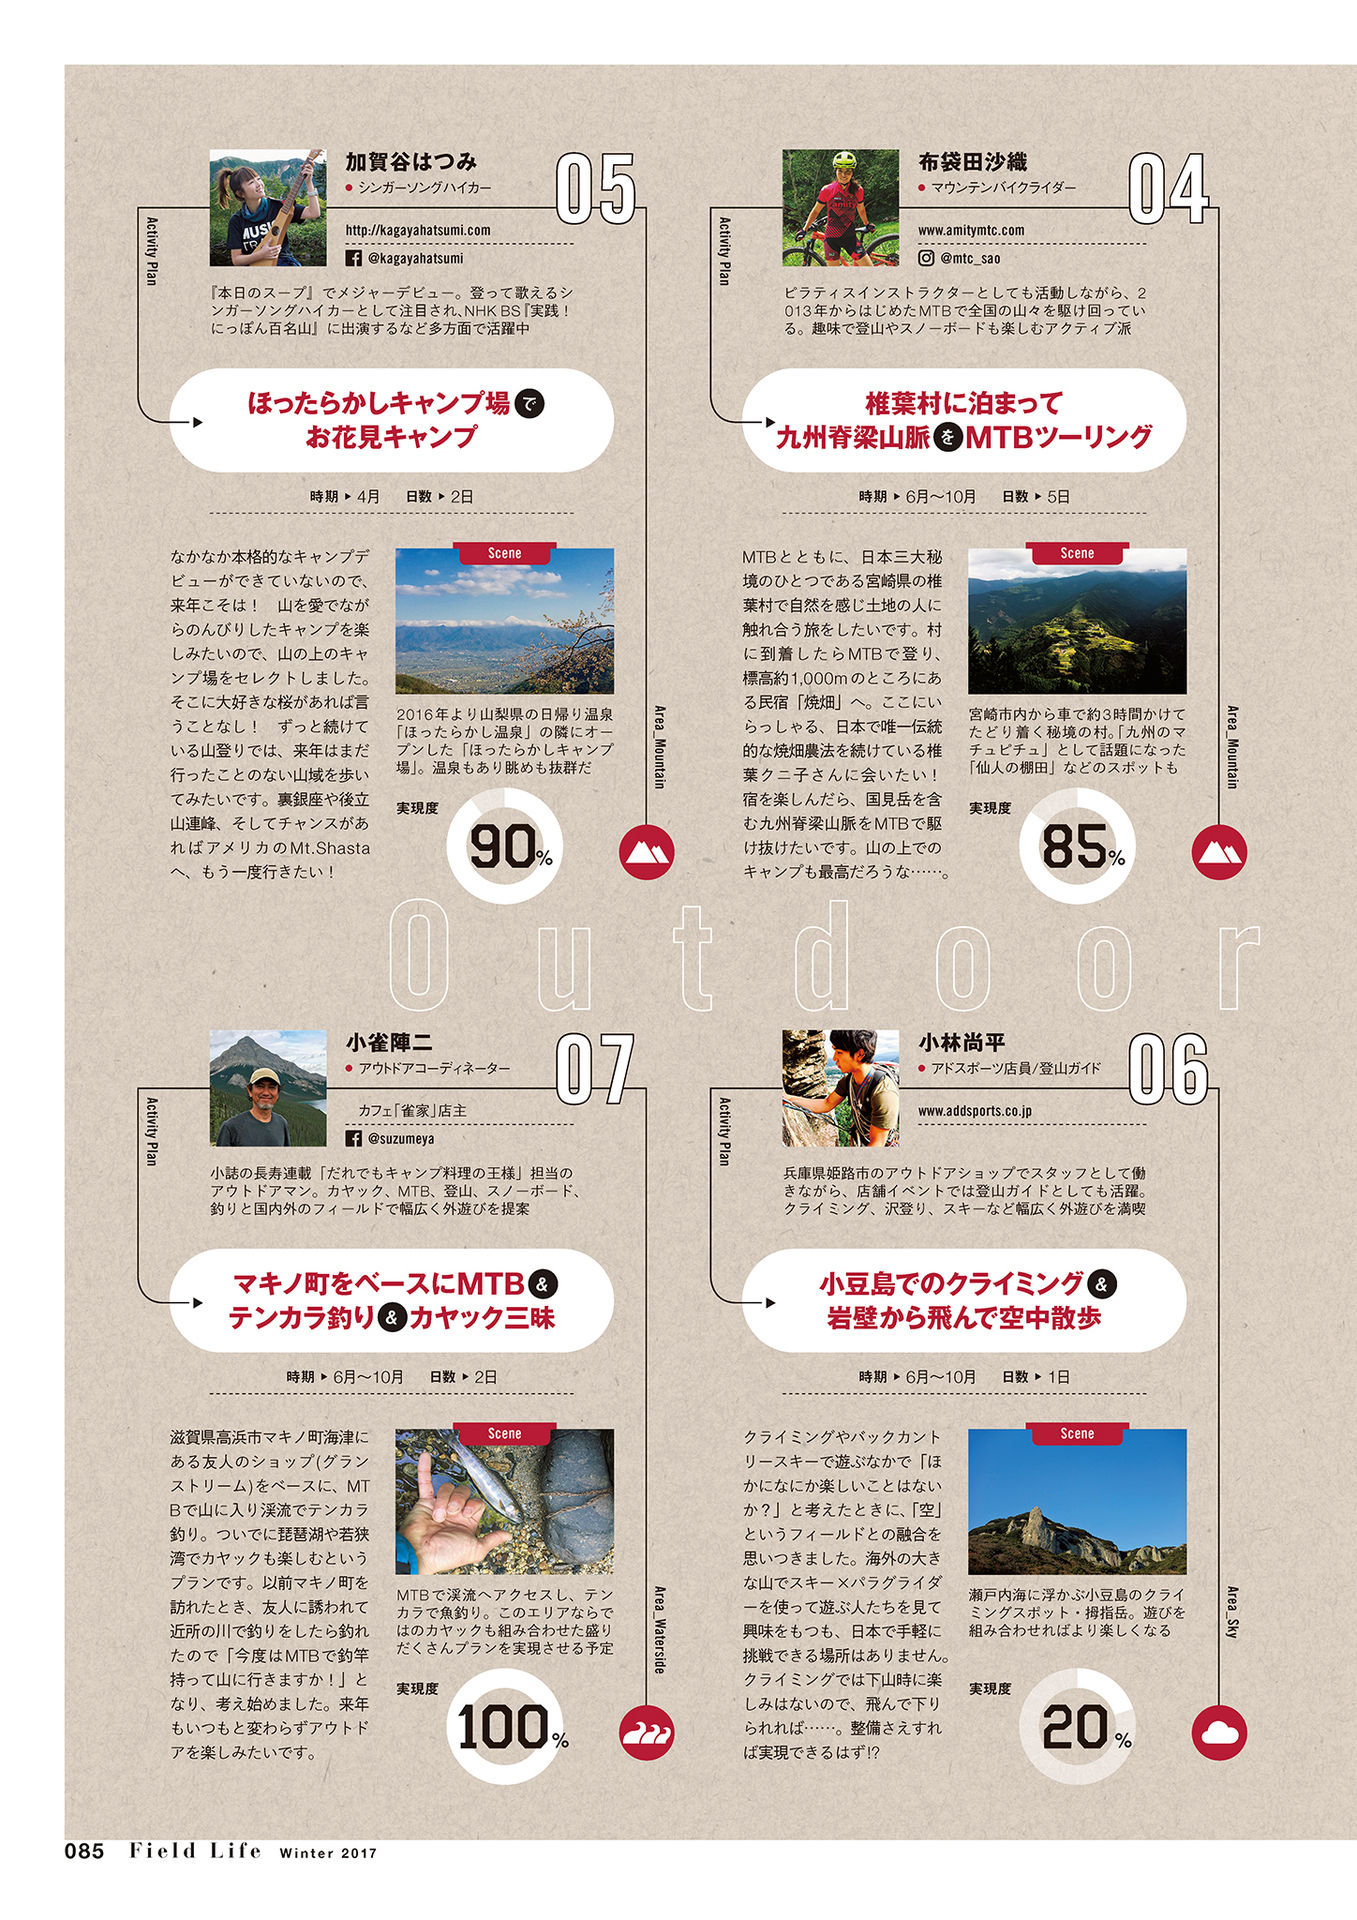 04
布袋田沙織
マウンテンバイクライダー
www.amitymtc.com
@mtc_sao
Activity Plan
ピラティスインストラクターとしても活動しながら、2
013年からはじめたMTBで全国の山々を駆け回ってい
る。趣味で登山やスノーボードも楽しむアクティブ派
椎葉村に泊まって
九州脊梁山脈をMTBツーリング
時期▶6月〜10月 日数▶5日
MTBとともに、日本三大秘
境のひとつである宮崎県の椎
葉村で自然を感じ土地の人に
触れ合う旅をしたいです。村
に到着したらMTBで登り、
標高約1,000mのところにあ
る民宿「焼畑」へ。ここにい
らっしゃる、日本で唯一伝統
的な焼畑農法を続けている椎
葉クニ子さんに会いたい！
宿を楽しんだら、国見岳を含
む九州脊梁山脈をMTBで駆
け抜けたいです。山の上での
キャンプも最高だろうな……。
Scene
宮崎市内から車で約3時間かけて
たどり着く秘境の村。「九州のマ
チュピチュ」として話題になった
「仙人の棚田」などのスポットも
実現度
85%
Area_Mountain
05
加賀谷はつみ
シンガーソングハイカー
http://kagayahatsumi.com
@kagayahatsumi
Activity Plan
『本日のスープ』でメジャーデビュー。登って歌えるシ
ンガーソングハイカーとして注目され、NHK BS『実践！
にっぽん百名山』に出演するなど多方面で活躍中
ほったらかしキャンプ場で
お花見キャンプ
時期▶4月 日数▶2日
なかなか本格的なキャンプデ
ビューができていないので、
来年こそは！　山を愛でなが
らのんびりしたキャンプを楽
しみたいので、山の上のキャ
ンプ場をセレクトしました。
そこに大好きな桜があれば言
うことなし！　ずっと続けて
いる山登りでは、来年はまだ
行ったことのない山域を歩い
てみたいです。裏銀座や後立
山連峰、そしてチャンスがあ
ればアメリカのMt.Shasta
へ、もう一度行きたい！
Scene
2016年より山梨県の日帰り温泉
「ほったらかし温泉」の隣にオー
プンした「ほったらかしキャンプ
場」。温泉もあり眺めも抜群だ
実現度
90%
Area_Mountain
Outdoor
06
小林尚平
アドスポーツ店員/登山ガイド
www.addsports.co.jp
Activity Plan
兵庫県姫路市のアウトドアショップでスタッフとして働
きながら、店舗イベントでは登山ガイドとしても活躍。
クライミング、沢登り、スキーなど幅広く外遊びを満喫
小豆島でのクライミング&
岩壁から飛んで空中散歩
時期▶6月〜10月 日数▶1日
クライミングやバックカント
リースキーで遊ぶなかで「ほ
かになにか楽しいことはない
か？」と考えたときに、「空」
というフィールドとの融合を
思いつきました。海外の大き
な山でスキー×パラグライダ
ーを使って遊ぶ人たちを見て
興味をもつも、日本で手軽に
挑戦できる場所はありません。
クライミングでは下山時に楽
しみはないので、飛んで下り
られれば……。整備さえすれ
ば実現できるはず!?
Scene
瀬戸内海に浮かぶ小豆島のクライ
ミングスポット・拇指岳。遊びを
組み合わせればより楽しくなる
実現度
20%
Area_Sky
07
小雀陣二
アウトドアコーディネーター
カフェ「雀家」店主
@suzumeya
Activity Plan
小誌の長寿連載「だれでもキャンプ料理の王様」担当の
アウトドアマン。カヤック、MTB、登山、スノーボード、
釣りと国内外のフィールドで幅広く外遊びを提案
マキノ町をベースにMTB&
テンカラ釣り&カヤック三昧
時期▶6月〜10月 日数▶2日
滋賀県高浜市マキノ町海津に
ある友人のショップ(グラン
ストリーム)をベースに、MT
Bで山に入り渓流でテンカラ
釣り。ついでに琵琶湖や若狭
湾でカヤックも楽しむという
プランです。以前マキノ町を
訪れたとき、友人に誘われて
近所の川で釣りをしたら釣れ
たので「今度はMTBで釣竿
持って山に行きますか！」と
なり、考え始めました。来年
もいつもと変わらずアウトド
アを楽しみたいです。
Scene
MTBで渓流へアクセスし、テン
カラで魚釣り。このエリアならで
はのカヤックも組み合わせた盛り
だくさんプランを実現させる予定
実現度
100%
Area_Waterside
085 Field Life Winter 2017